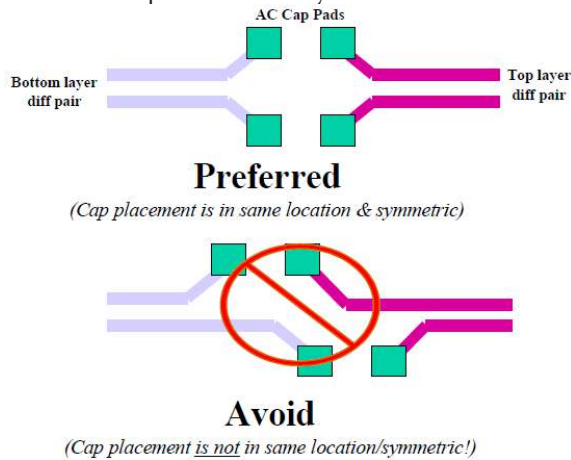 AC Cap Pads
Bottom layer
diff pair
Top layer
diff pair
Preferred
(Cap placement is in same location & symmetric)
Avoid
(Cap placement is not in same location/symmetric!)